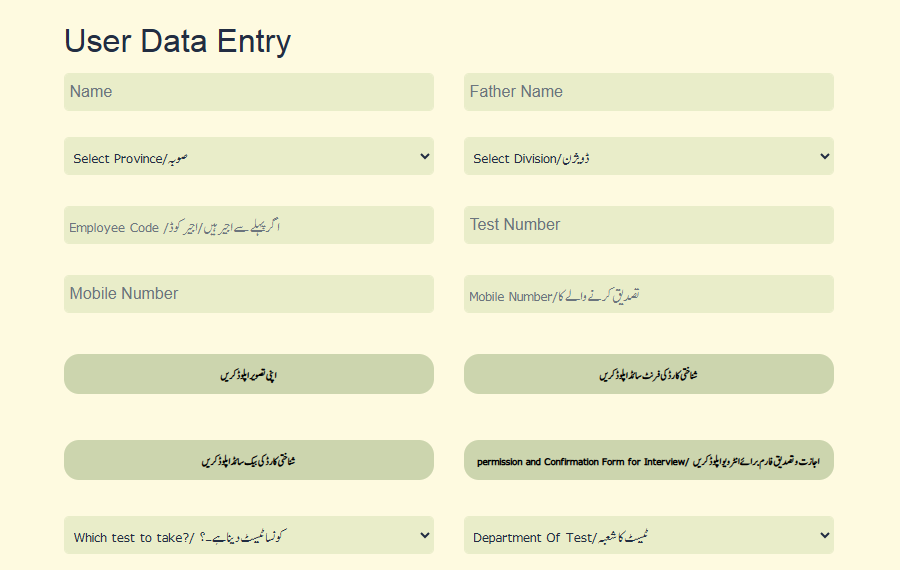 User Data Entry
Name
Father Name
Select Province/صوبہ
Select Division/ڈویژن
Employee Code /اگر پہلے سے اجیر ہیں/اجیر کوڈ
Test Number
Mobile Number
Mobile Number/تصدیق کرنے والے کا
اپنی تصویر اپلوڈ کریں
شناختی کارڈ کی فرنٹ سائڈ اپلوڈ کریں
شناختی کارڈ کی بیک سائڈ اپلوڈ کریں
permission and Confirmation Form for Interview/ اجازت و تصدیق فارم برائے انٹرویو اپلوڈ کریں
Which test to take?/ کونسا ٹیسٹ دینا ہے۔؟
Department Of Test/ٹیسٹ کا شعبہ